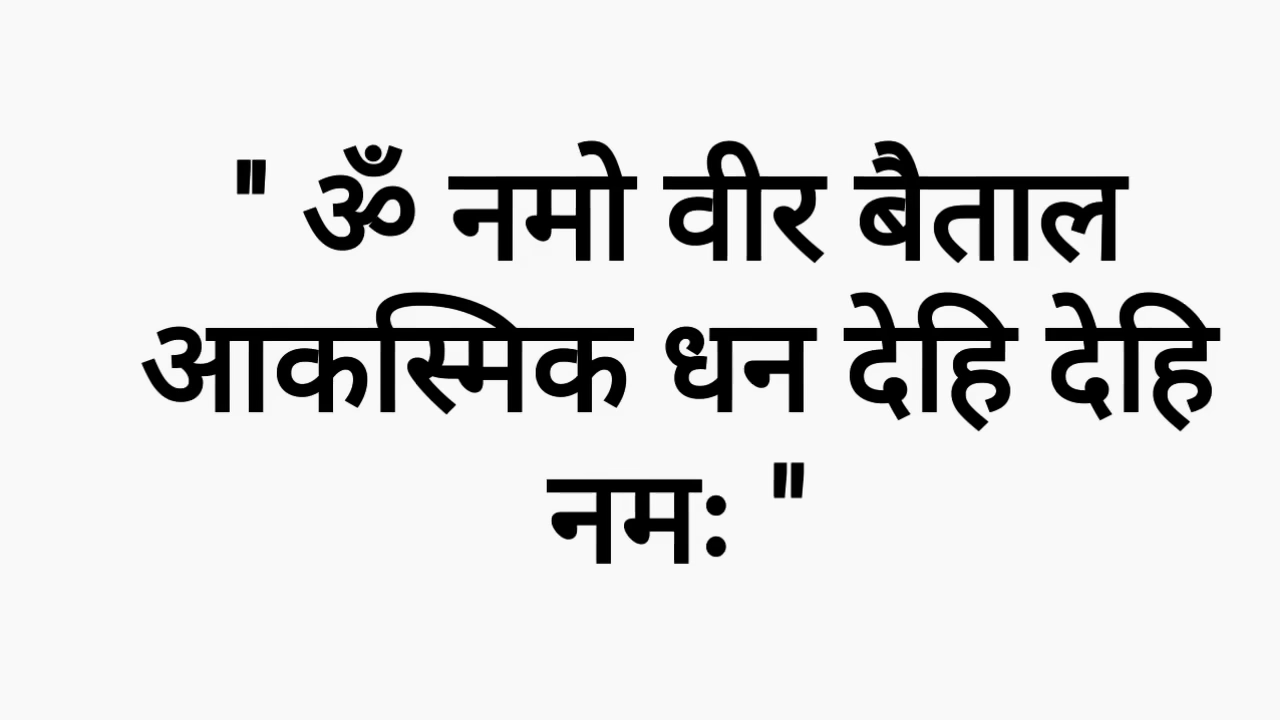 " ॐ नमो वीर बैताल
आकस्मिक धन देहि देहि
नमः "